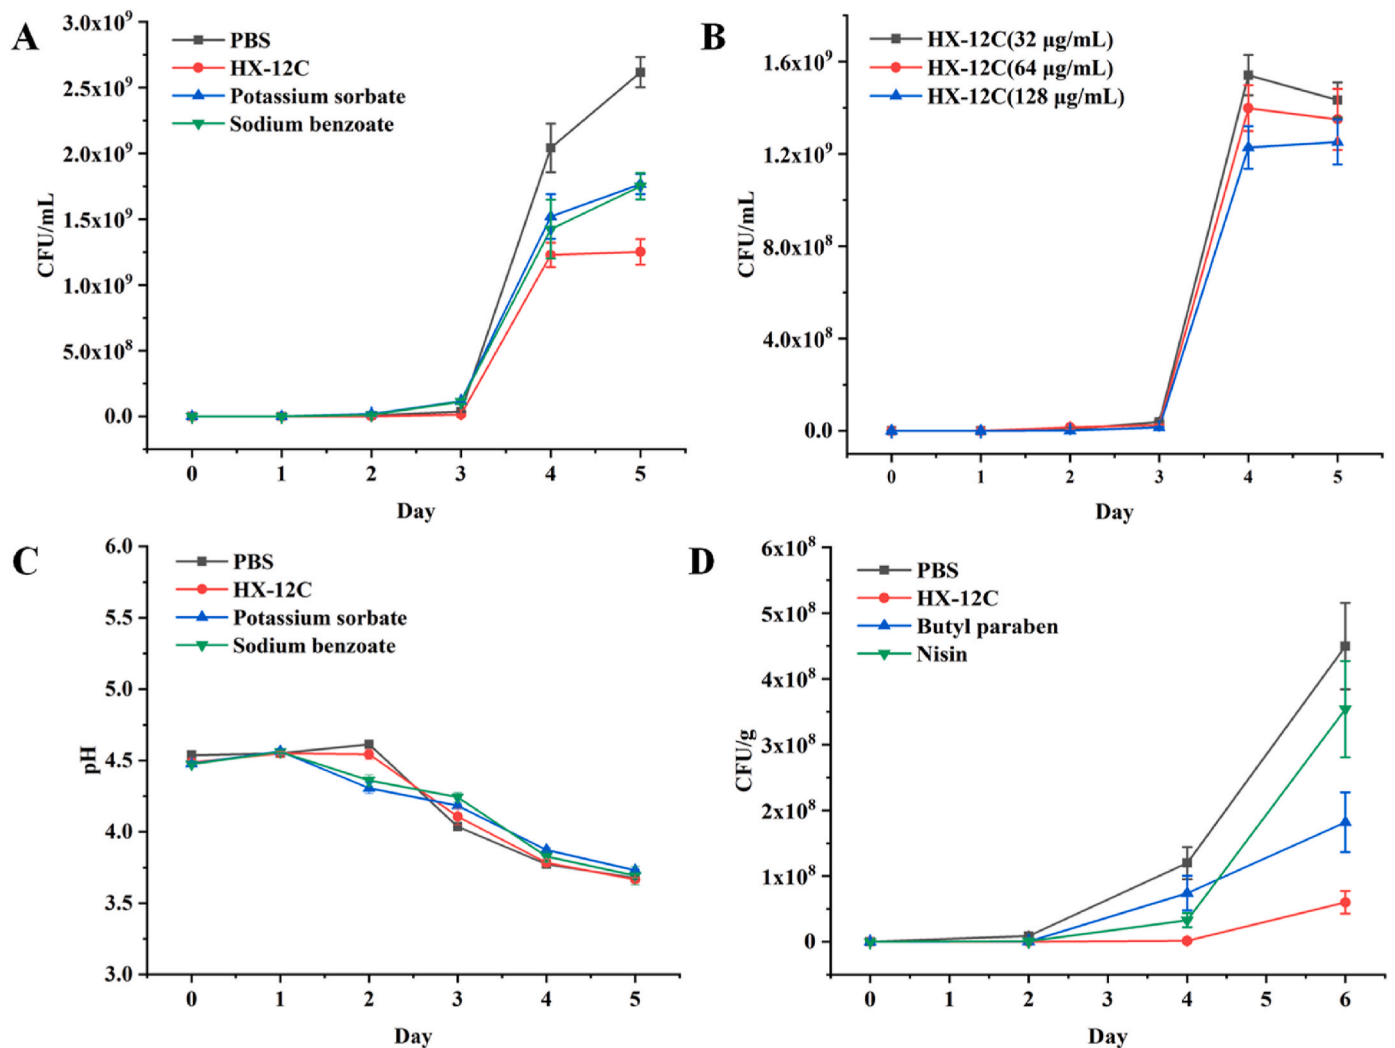 A
PBS
HX-12C
Potassium sorbate
Sodium benzoate
3.0x10⁹
2.5x10⁹
2.0x10⁹
1.5x10⁹
1.0x10⁹
5.0x10⁸
0.0
CFU/mL
0 1 2 3 4 5
Day
B
HX-12C(32 μg/mL)
HX-12C(64 μg/mL)
HX-12C(128 μg/mL)
1.6x10⁹
1.2x10⁹
8.0x10⁸
4.0x10⁸
0.0
CFU/mL
0 1 2 3 4 5
Day
C
PBS
HX-12C
Potassium sorbate
Sodium benzoate
6.0
5.5
5.0
4.5
4.0
3.5
3.0
pH
0 1 2 3 4 5
Day
D
PBS
HX-12C
Butyl paraben
Nisin
6x10⁸
5x10⁸
4x10⁸
3x10⁸
2x10⁸
1x10⁸
0
CFU/g
0 1 2 3 4 5 6
Day